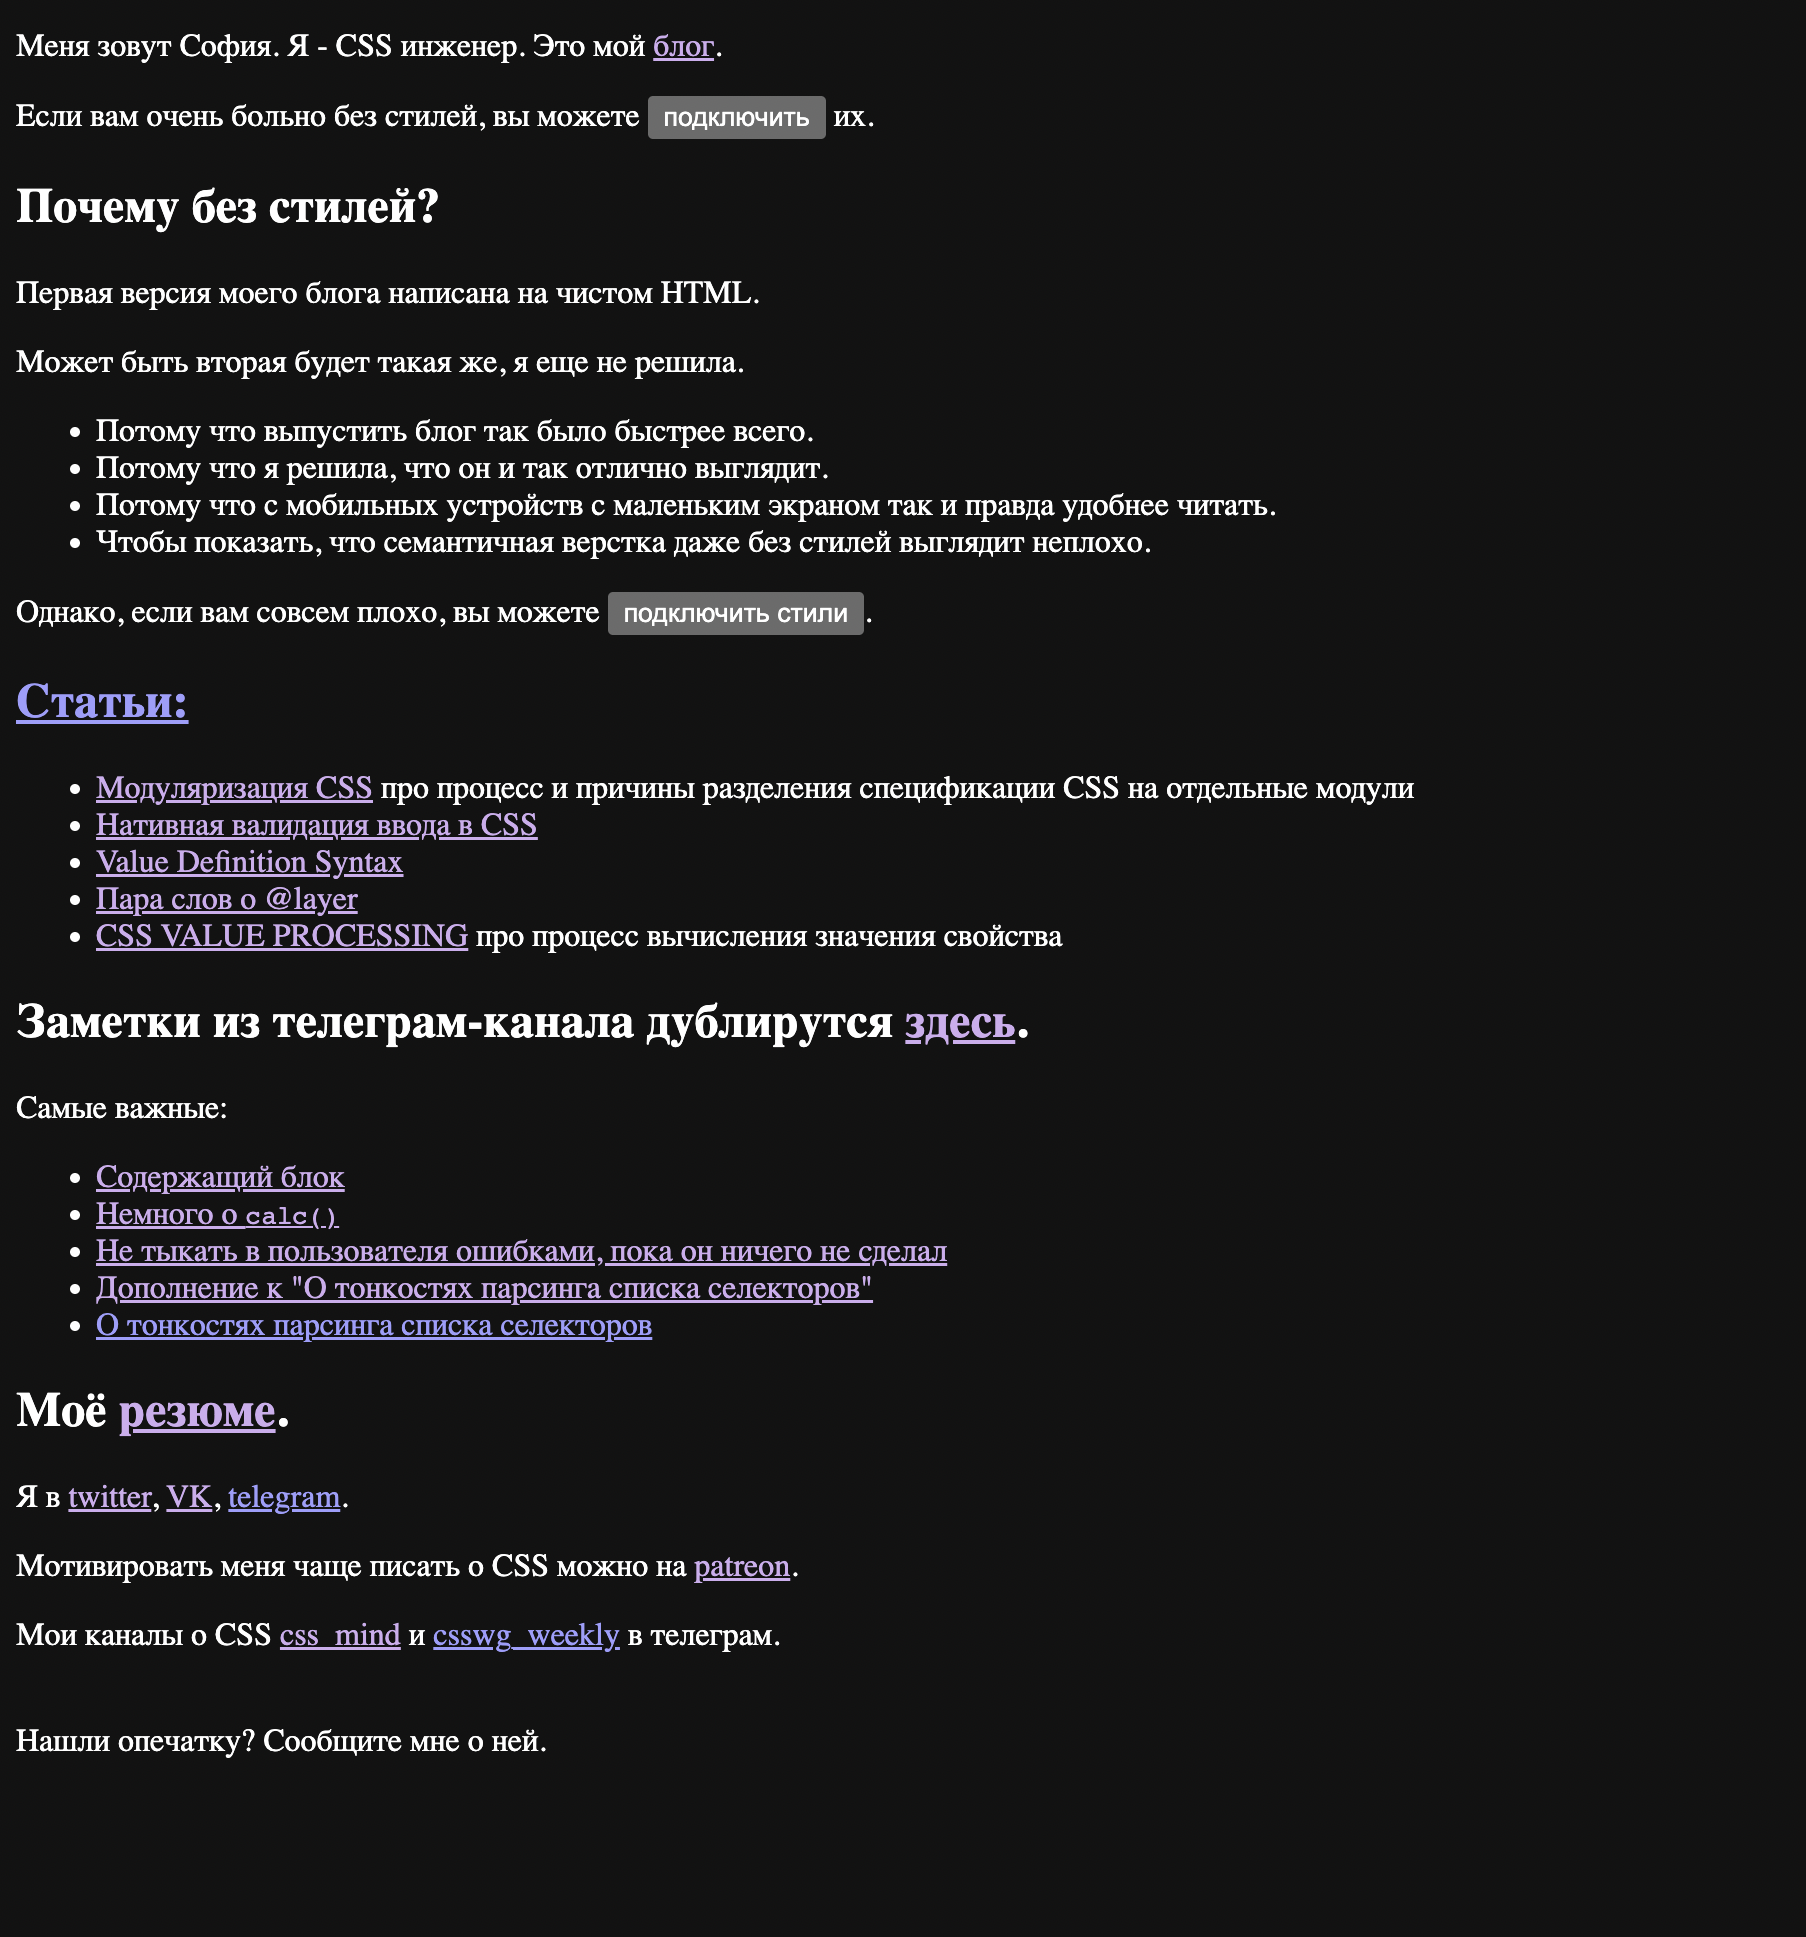 Меня зовут София. Я - CSS инженер. Это мой блог.
Если вам очень больно без стилей, вы можете подключить их.
Почему без стилей?
Первая версия моего блога написана на чистом HTML.
Может быть вторая будет такая же, я еще не решила.
• Потому что выпустить блог так было быстрее всего.
• Потому что я решила, что он и так отлично выглядит.
• Потому что с мобильных устройств с маленьким экраном так и правда удобнее читать.
• Чтобы показать, что семантичная верстка даже без стилей выглядит неплохо.
Однако, если вам совсем плохо, вы можете подключить стили.
Статьи:
• Модуляризация CSS про процесс и причины разделения спецификации CSS на отдельные модули
• Нативная валидация ввода в CSS
• Value Definition Syntax
• Пара слов о @layer
• CSS VALUE PROCESSING про процесс вычисления значения свойства
Заметки из телеграм-канала дублирутся здесь.
Самые важные:
• Содержащий блок
• Немного о calc()
• Не тыкать в пользователя ошибками, пока он ничего не сделал
• Дополнение к "О тонкостях парсинга списка селекторов"
• О тонкостях парсинга списка селекторов
Моё резюме.
Я в twitter, VK, telegram.
Мотивировать меня чаще писать о CSS можно на patreon.
Мои каналы о CSS css_mind и csswg_weekly в телеграм.
Нашли опечатку? Сообщите мне о ней.